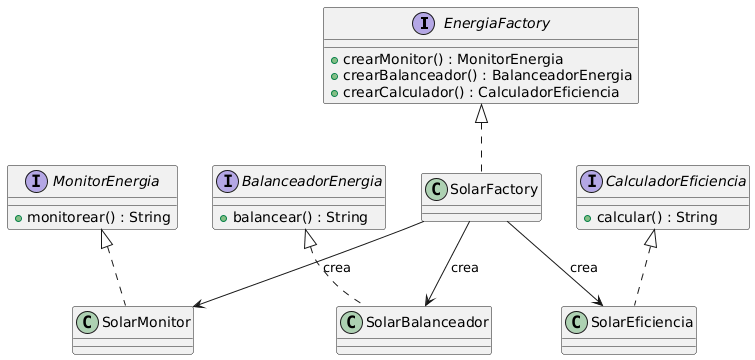 I EnergiaFactory
crearMonitor() : MonitorEnergia
crearBalanceador() : BalanceadorEnergia
crearCalculador() : CalculadorEficiencia
I MonitorEnergia
monitorear() : String
I BalanceadorEnergia
balancear() : String
C SolarFactory
I CalculadorEficiencia
calcular() : String
crea
crea
crea
C SolarMonitor
C SolarBalanceador
C SolarEficiencia